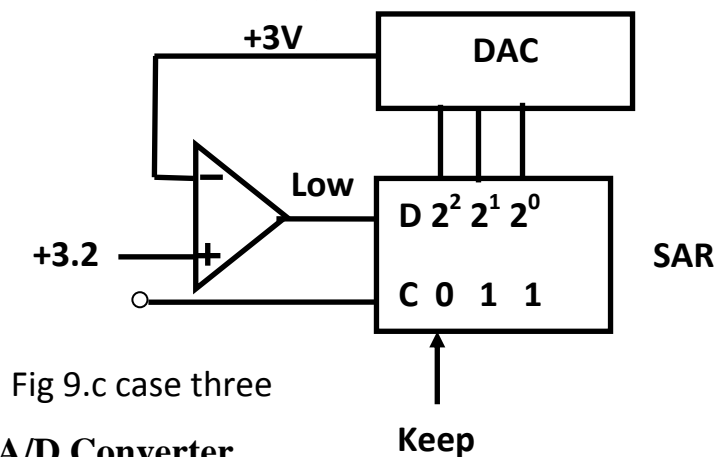 +3V
DAC
Low
D 2² 2¹ 2⁰
+3.2
SAR
C 0 1 1
Fig 9.c case three
Keep
A/D Converter